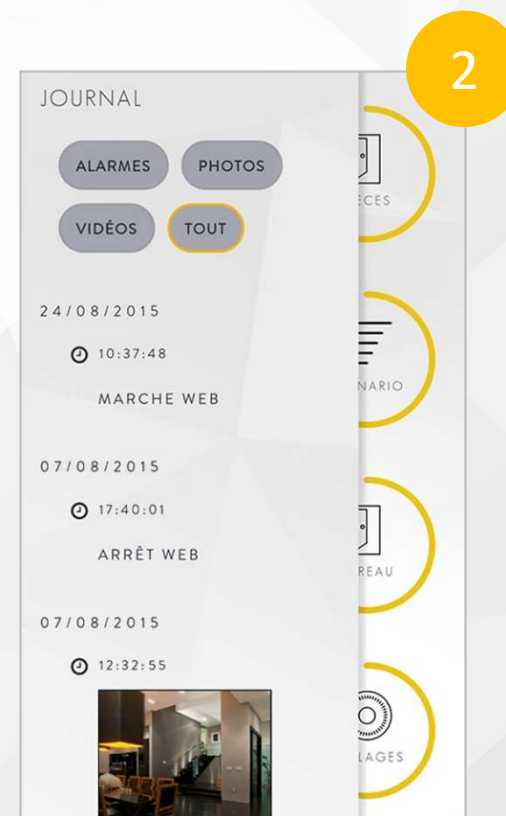 2
JOURNAL
ALARMES
PHOTOS
VIDÉOS
TOUT
24/08/2015
10:37:48
MARCHE WEB
07/08/2015
17:40:01
ARRÊT WEB
07/08/2015
12:32:55